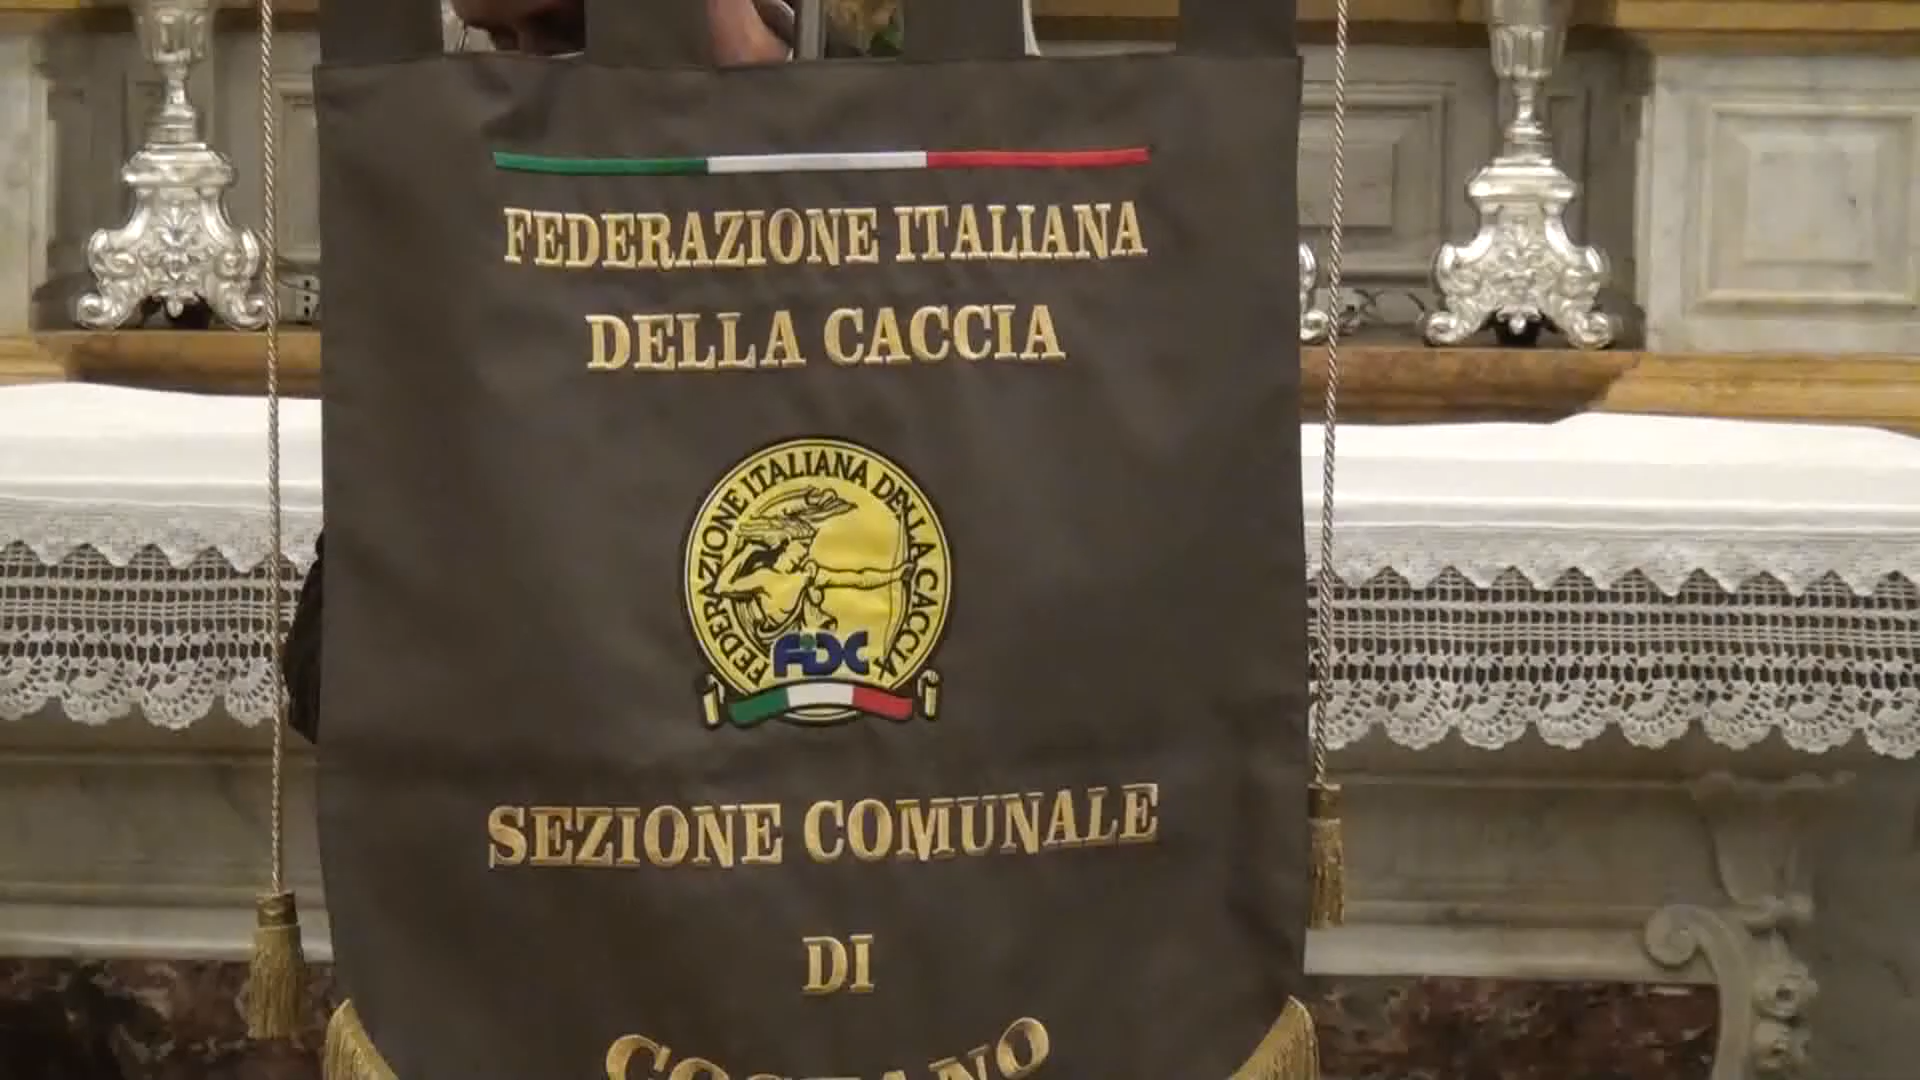 FEDERAZIONE ITALIANA
DELLA CACCIA
FEDERAZIONE ITALIANA DELLA CACCIA
FIDC
SEZIONE COMUNALE
DI